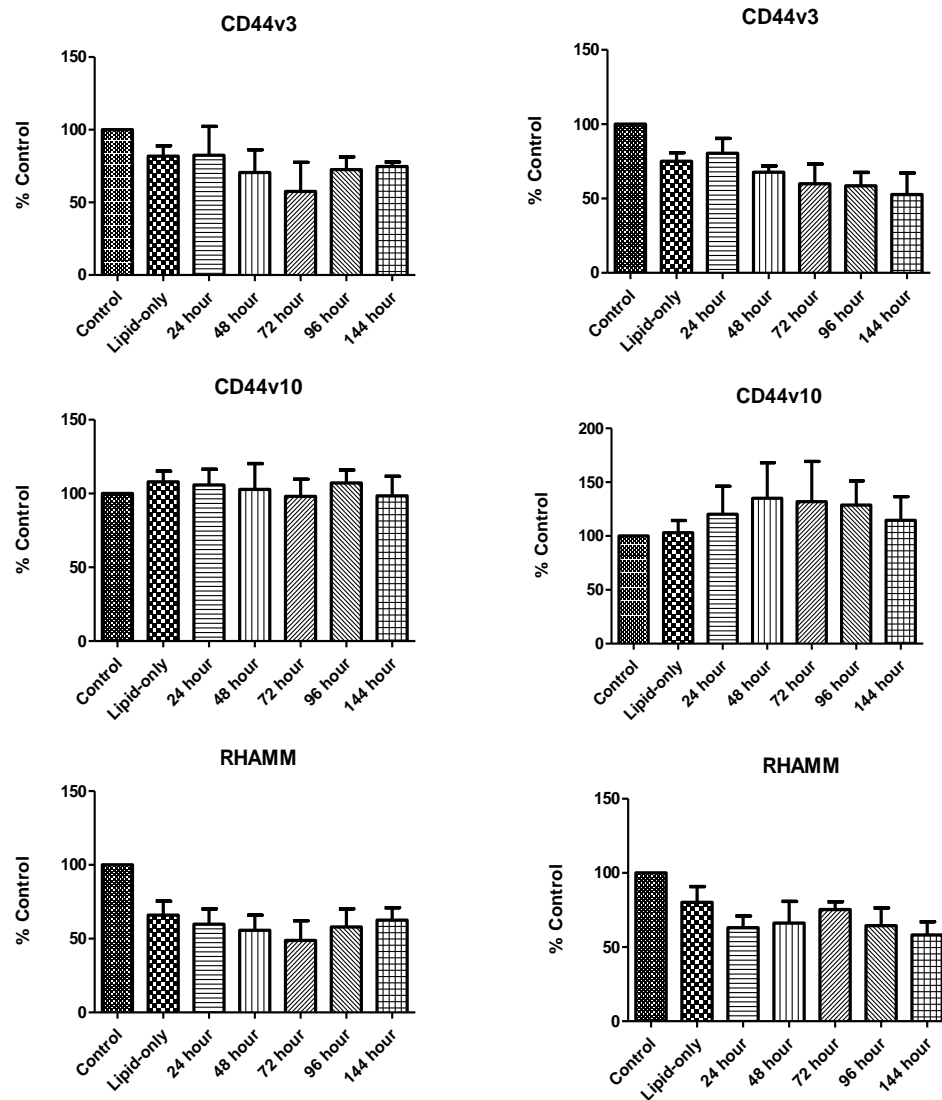 CD44v3
150
100
50
0
% Control
Control
Lipid-only
24 hour
48 hour
72 hour
96 hour
144 hour
CD44v3
150
100
50
0
% Control
Control
Lipid-only
24 hour
48 hour
72 hour
96 hour
144 hour
CD44v10
150
100
50
0
% Control
Control
Lipid-only
24 hour
48 hour
72 hour
96 hour
144 hour
CD44v10
200
150
100
50
0
% Control
Control
Lipid-only
24 hour
48 hour
72 hour
96 hour
144 hour
RHAMM
150
100
50
0
% Control
Control
Lipid-only
24 hour
48 hour
72 hour
96 hour
144 hour
RHAMM
150
100
50
0
% Control
Control
Lipid-only
24 hour
48 hour
72 hour
96 hour
144 hour